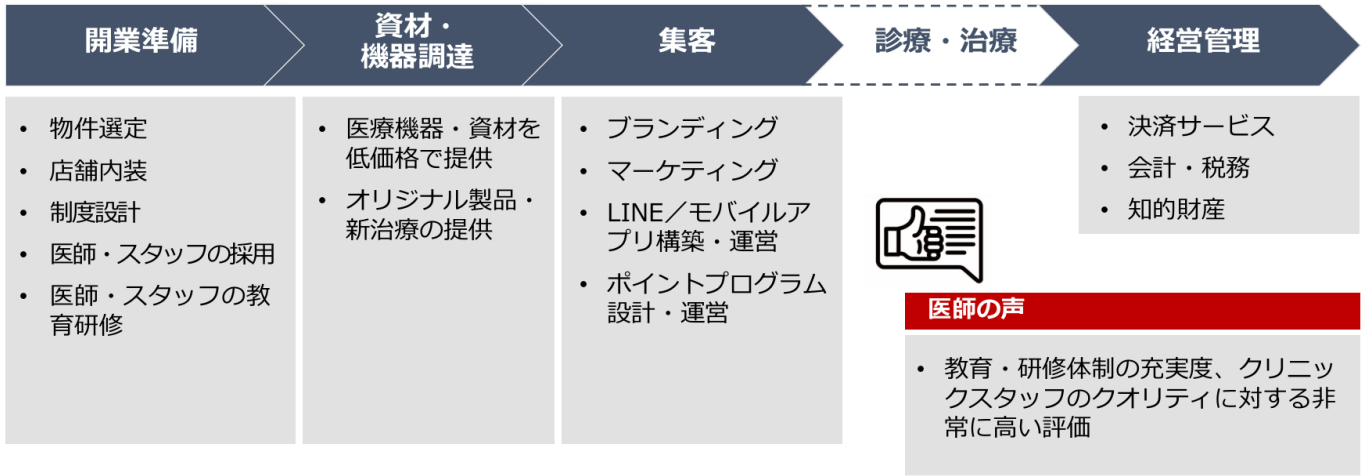 開業準備
資材・
機器調達
集客
診療・治療
経営管理
• 物件選定
• 店舗内装
• 制度設計
• 医師・スタッフの採用
• 医師・スタッフの教
育研修
• 医療機器・資材を
低価格で提供
• オリジナル製品・
新治療の提供
• ブランディング
• マーケティング
• LINE／モバイルア
プリ構築・運営
• ポイントプログラム
設計・運営
• 決済サービス
• 会計・税務
• 知的財産
医師の声
• 教育・研修体制の充実度、クリニッ
クスタッフのクオリティに対する非
常に高い評価